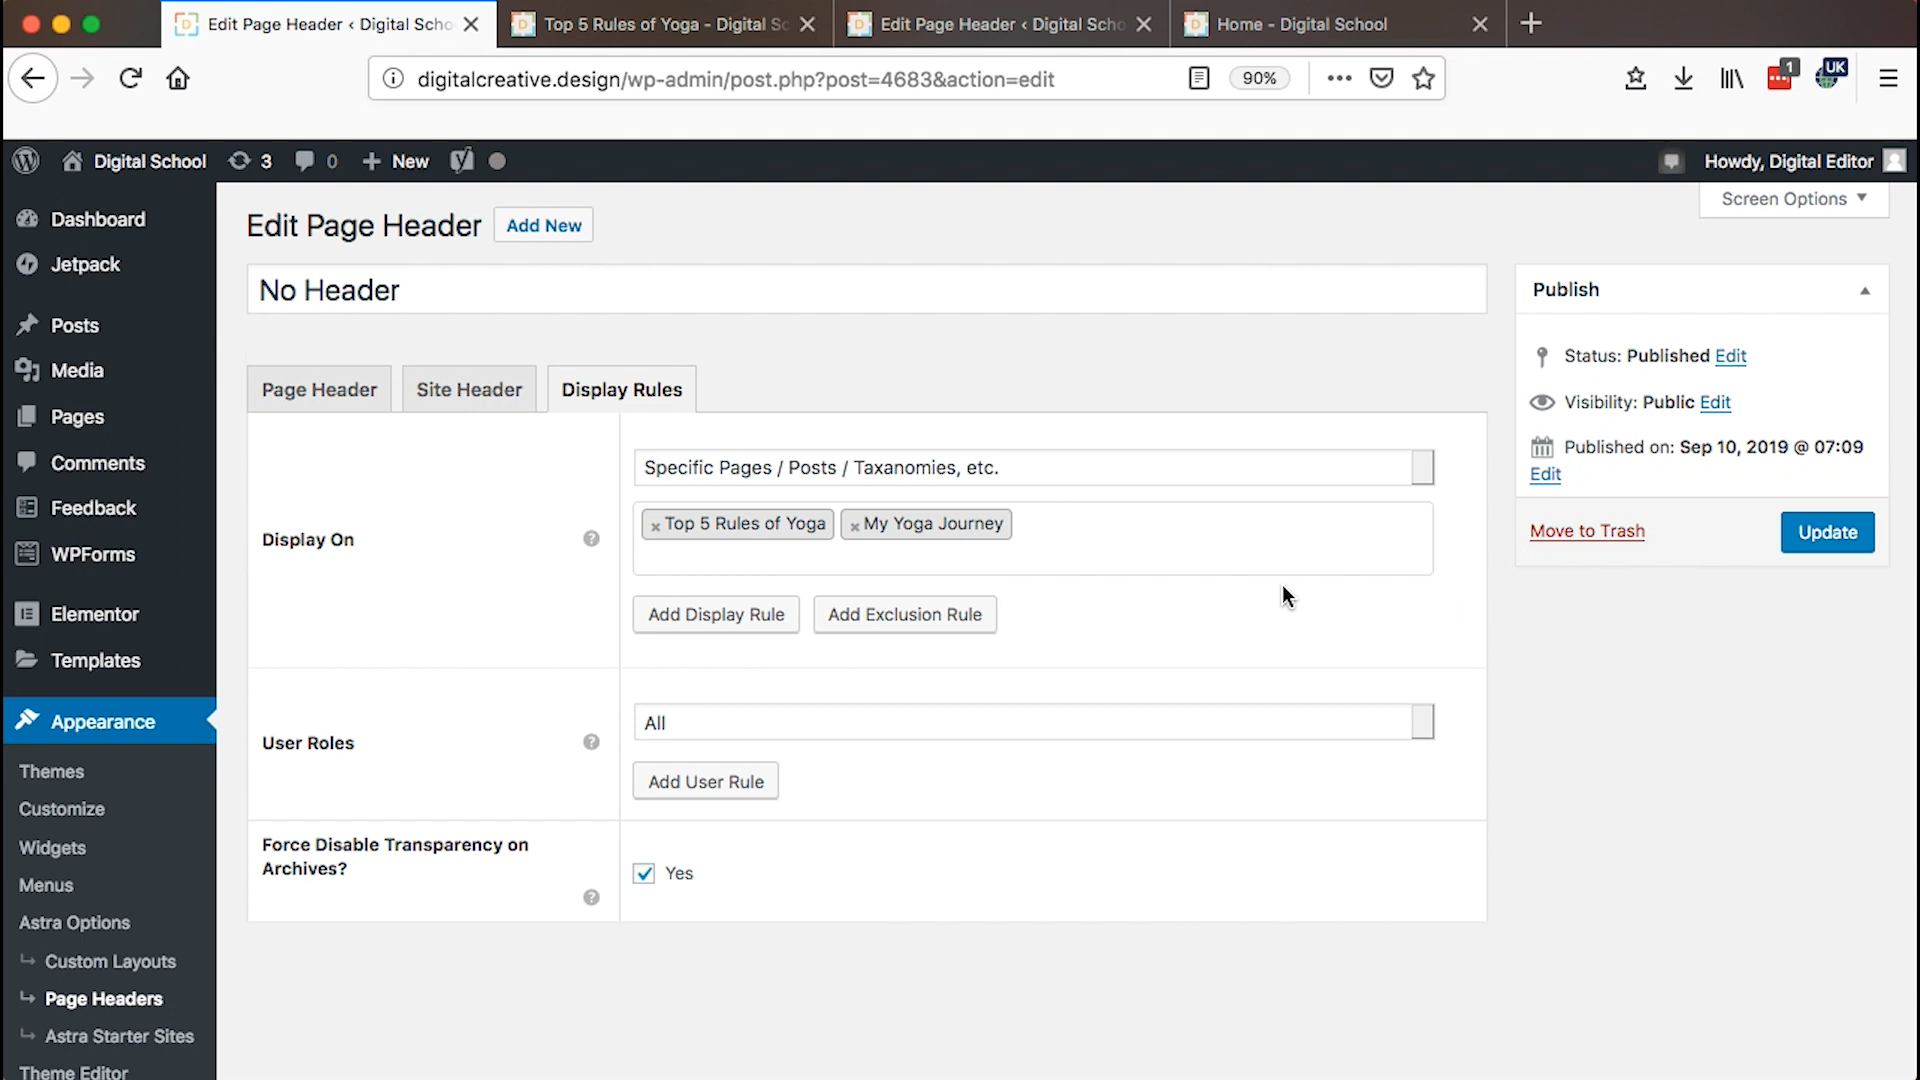 Edit Page Header ‹ Digital Scho
Top 5 Rules of Yoga - Digital Sc
Edit Page Header ‹ Digital Scho
Home - Digital School
digitalcreative.design/wp-admin/post.php?post=4683&action=edit
90%
1
UK
Digital School
3
0
New
Howdy, Digital Editor
Dashboard
Jetpack
Posts
Media
Pages
Comments
Feedback
WPForms
Elementor
Templates
Appearance
Themes
Customize
Widgets
Menus
Astra Options
Custom Layouts
Page Headers
Astra Starter Sites
Theme Editor
Screen Options
Edit Page Header
Add New
No Header
Page Header
Site Header
Display Rules
Display On
?
Specific Pages / Posts / Taxanomies, etc.
× Top 5 Rules of Yoga
× My Yoga Journey
Add Display Rule
Add Exclusion Rule
User Roles
?
All
Add User Rule
Force Disable Transparency on
Archives?
?
Yes
Publish
Status: Published Edit
Visibility: Public Edit
Published on: Sep 10, 2019 @ 07:09
Edit
Move to Trash
Update